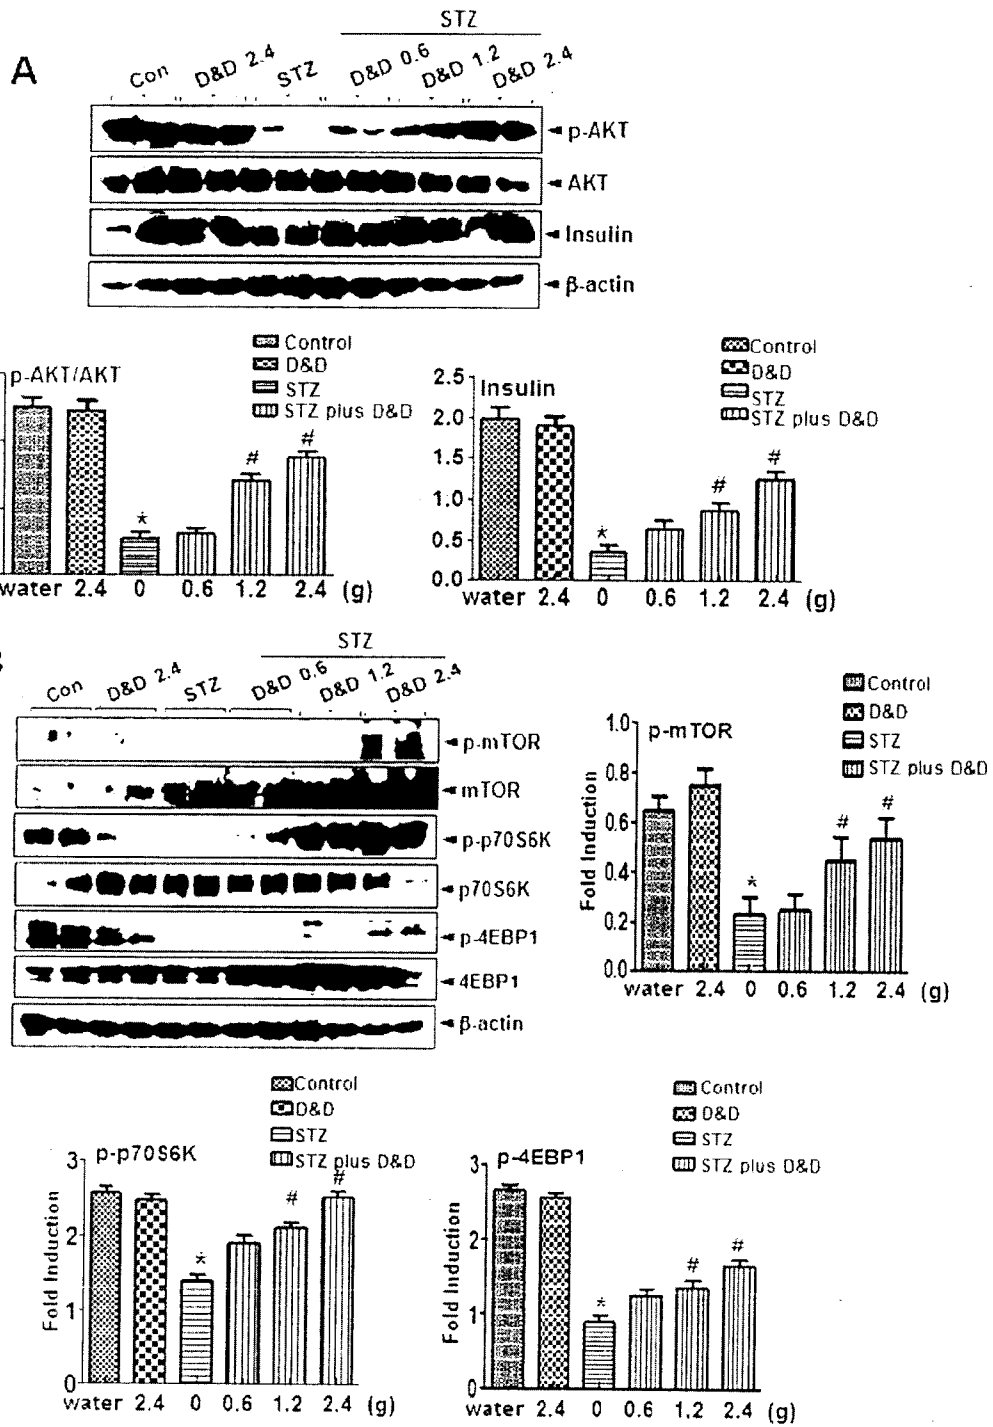 STZ
A
Con D&D 2.4 STZ D&D 0.6 D&D 1.2 D&D 2.4
p-AKT
AKT
Insulin
β-actin
p-AKT/AKT
Control
D&D
STZ
STZ plus D&D
*
#
#
water 2.4 0 0.6 1.2 2.4 (g)
Insulin
Control
D&D
STZ
STZ plus D&D
2.5
2.0
1.5
1.0
0.5
0.0
*
#
#
water 2.4 0 0.6 1.2 2.4 (g)
STZ
Con D&D 2.4 STZ D&D 0.6 D&D 1.2 D&D 2.4
p-mTOR
mTOR
p-p70S6K
p70S6K
p-4EBP1
4EBP1
β-actin
Control
D&D
STZ
STZ plus D&D
p-mTOR
Fold Induction
1.0
0.8
0.6
0.4
0.2
0.0
*
#
#
water 2.4 0 0.6 1.2 2.4 (g)
Control
D&D
STZ
STZ plus D&D
p-p70S6K
Fold Induction
3
2
1
0
*
#
#
water 2.4 0 0.6 1.2 2.4 (g)
Control
D&D
STZ
STZ plus D&D
p-4EBP1
Fold Induction
3
2
1
0
*
#
#
water 2.4 0 0.6 1.2 2.4 (g)